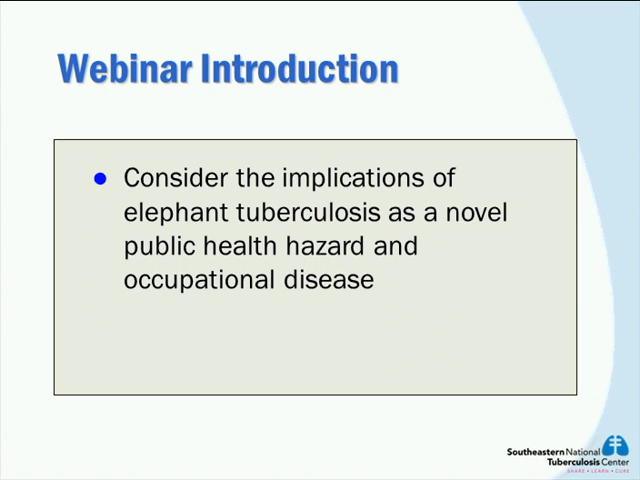 Webinar Introduction
● Consider the implications of
elephant tuberculosis as a novel
public health hazard and
occupational disease
Southeastern National
Tuberculosis Center
SHARE • LEARN • CURE